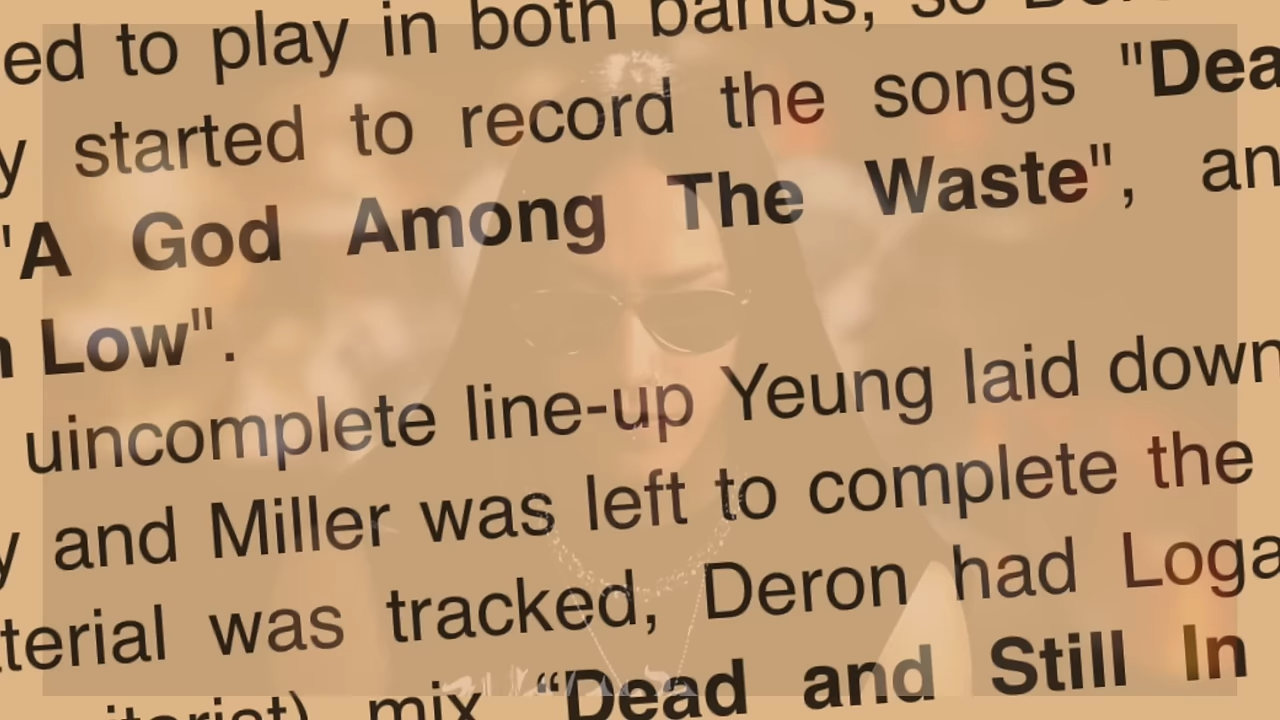 ed to play in both bands, so
y started to record the songs "Dea
"A God Among The Waste", an
n Low".
uincomplete line-up Yeung laid down
y and Miller was left to complete the
terial was tracked, Deron had Loga
itarist) mix “Dead and Still In